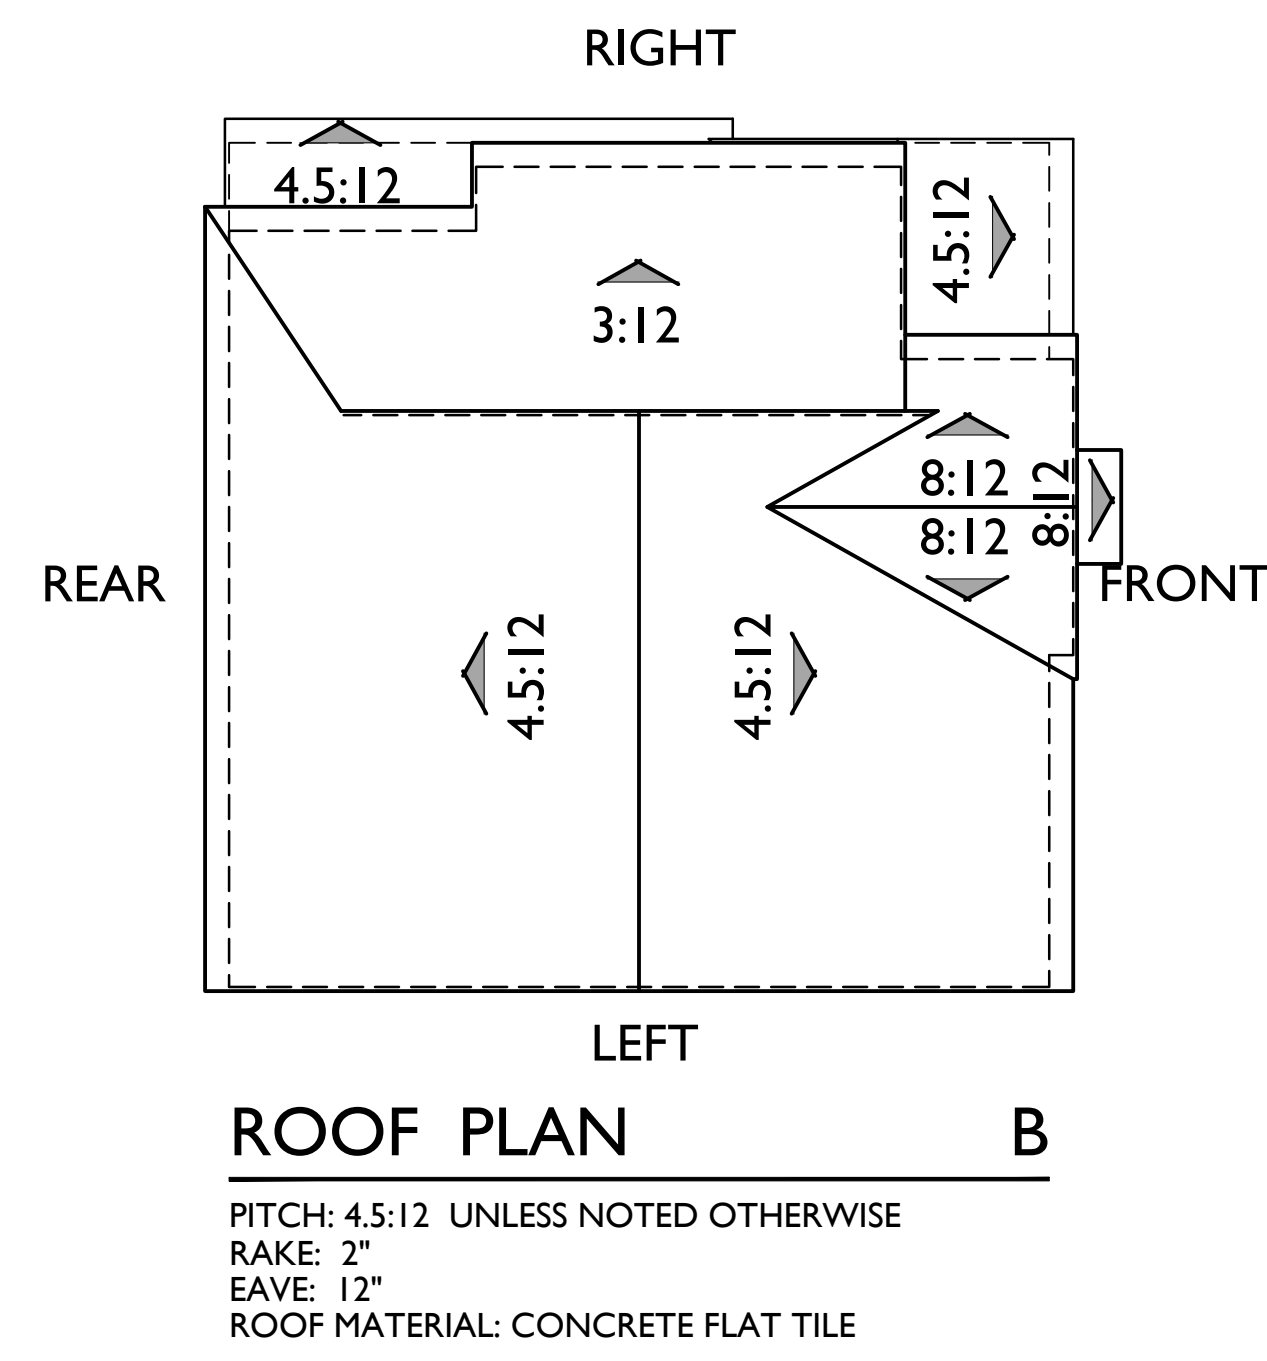 RIGHT
4.5:12
4.5:12
3:12
8:12
8:12
8:12
REAR
FRONT
4.5:12
4.5:12
LEFT
ROOF PLAN B
PITCH: 4.5:12 UNLESS NOTED OTHERWISE
RAKE: 2"
EAVE: 12"
ROOF MATERIAL: CONCRETE FLAT TILE